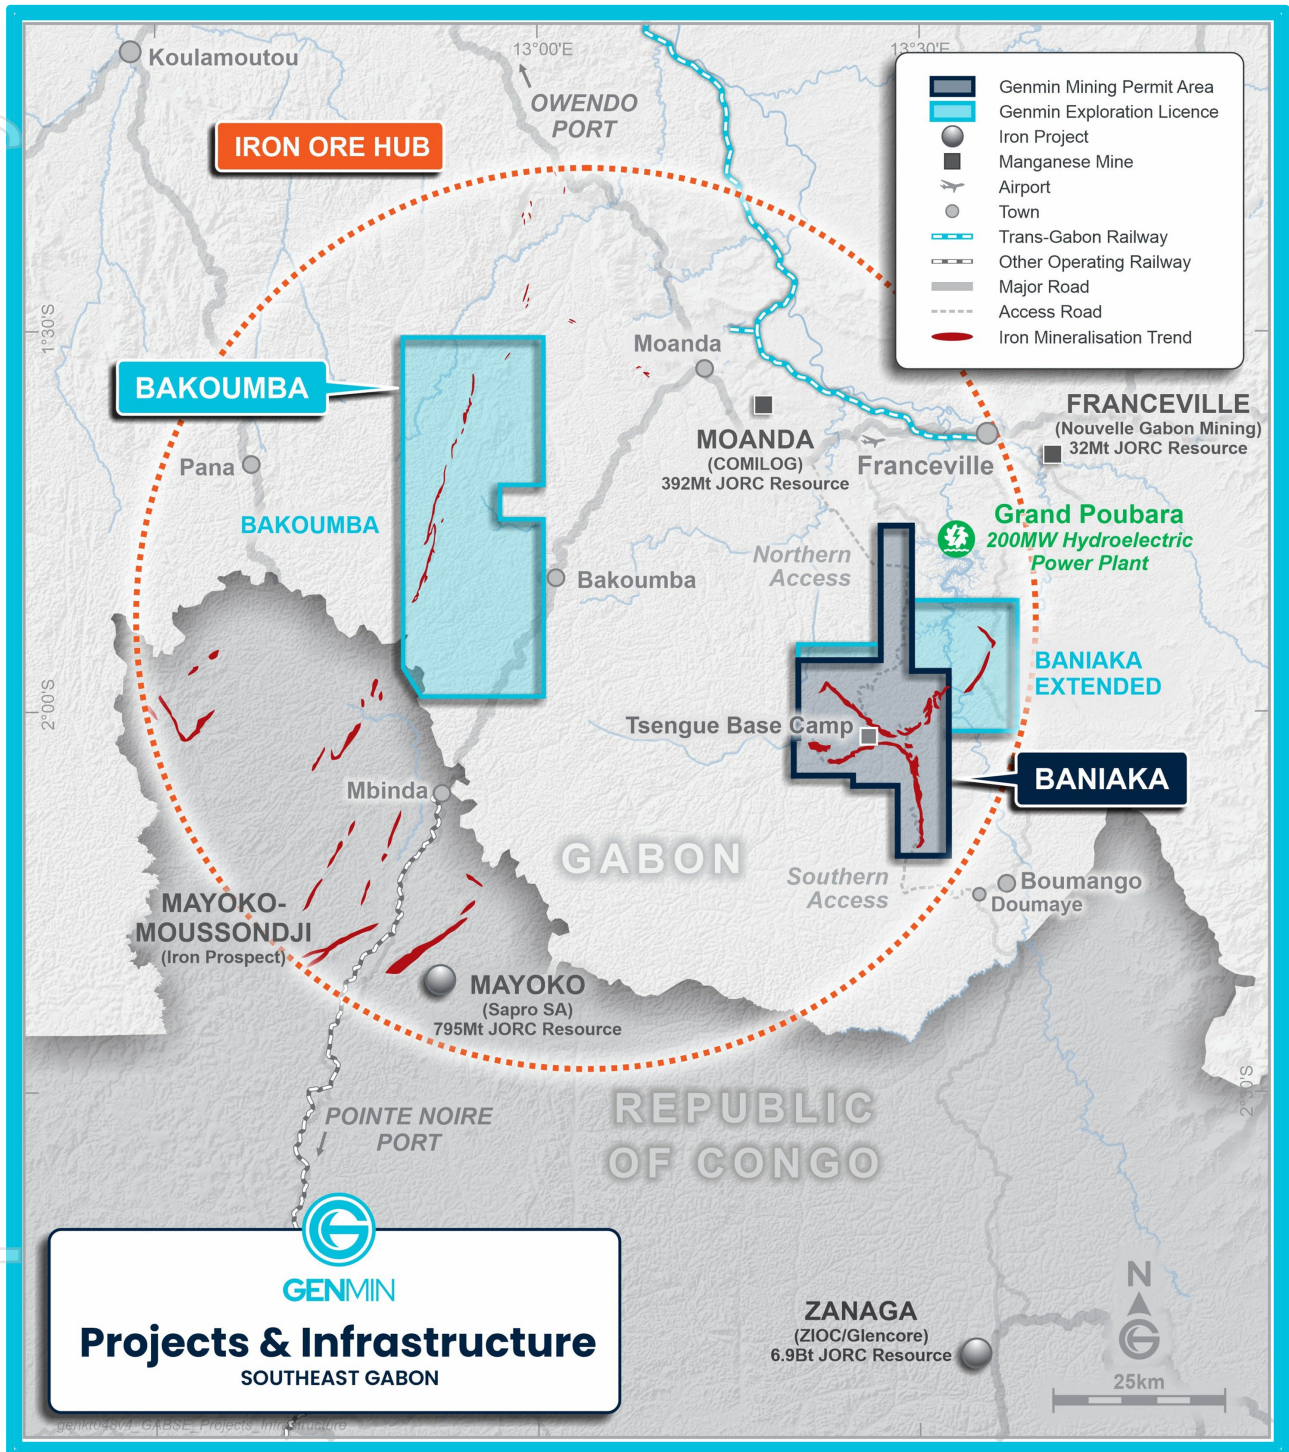 Koulamoutou
13°00'E
13°30'E
OWENDO
PORT
IRON ORE HUB
Genmin Mining Permit Area
Genmin Exploration Licence
Iron Project
Manganese Mine
Airport
Town
Trans-Gabon Railway
Other Operating Railway
Major Road
Access Road
Iron Mineralisation Trend
1°30'S
Moanda
BAKOUMBA
FRANCEVILLE
(Nouvelle Gabon Mining)
32Mt JORC Resource
MOANDA
(COMILOG)
392Mt JORC Resource
Franceville
Pana
BAKOUMBA
Grand Poubara
200MW Hydroelectric
Power Plant
Northern
Access
Bakoumba
BANIAKA
EXTENDED
2°00'S
Tsengue Base Camp
BANIAKA
Mbinda
GABON
Southern
Access
Boumango
Doumaye
MAYOKO-
MOUSSONDJI
(Iron Prospect)
MAYOKO
(Sapro SA)
795Mt JORC Resource
2°30'S
REPUBLIC
OF CONGO
POINTE NOIRE
PORT
GENMIN
Projects & Infrastructure
SOUTHEAST GABON
ZANAGA
(ZIOC/Glencore)
6.9Bt JORC Resource
N
25km
genkt048v4_GABSE_Projects_Infrastructure